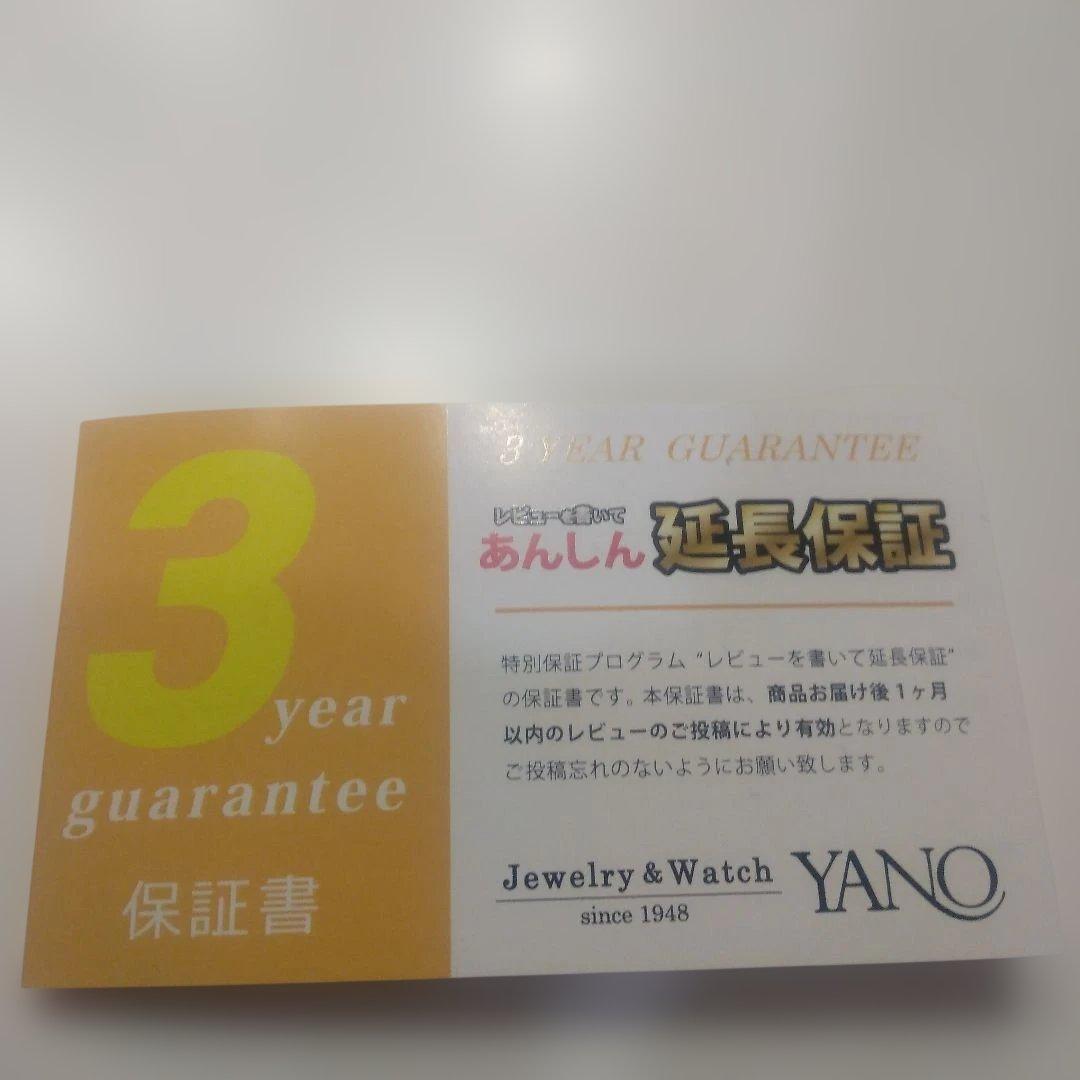 3
year
guarantee
保証書
3 YEAR GUARANTEE
レビューを書いて
あんしん 延長保証
特別保証プログラム “レビューを書いて延長保証”
の保証書です。本保証書は、商品お届け後1ヶ月
以内のレビューのご投稿により有効となりますので
ご投稿忘れのないようにお願い致します。
Jewelry & Watch YANO
since 1948